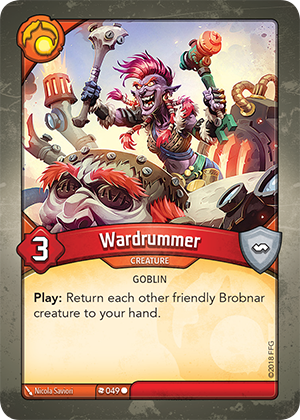 Wardrummer
CREATURE
3
GOBLIN
Play: Return each other friendly Brobnar
creature to your hand.
Nicola Saviori
049
©2018 FFG